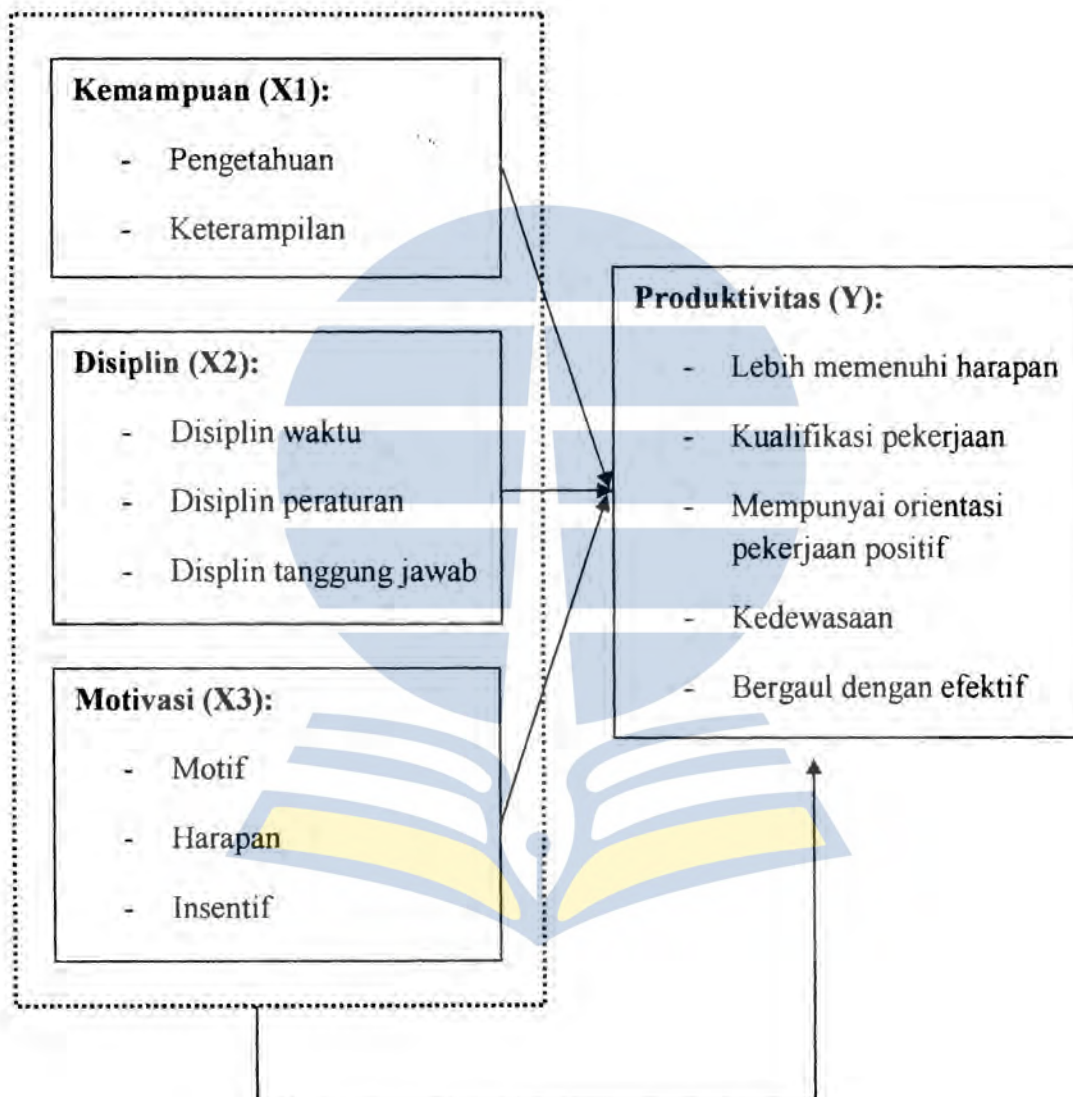 Kemampuan (X1):
- Pengetahuan
- Keterampilan
Disiplin (X2):
- Disiplin waktu
- Disiplin peraturan
- Displin tanggung jawab
Motivasi (X3):
- Motif
- Harapan
- Insentif
Produktivitas (Y):
- Lebih memenuhi harapan
- Kualifikasi pekerjaan
- Mempunyai orientasi
pekerjaan positif
- Kedewasaan
- Bergaul dengan efektif